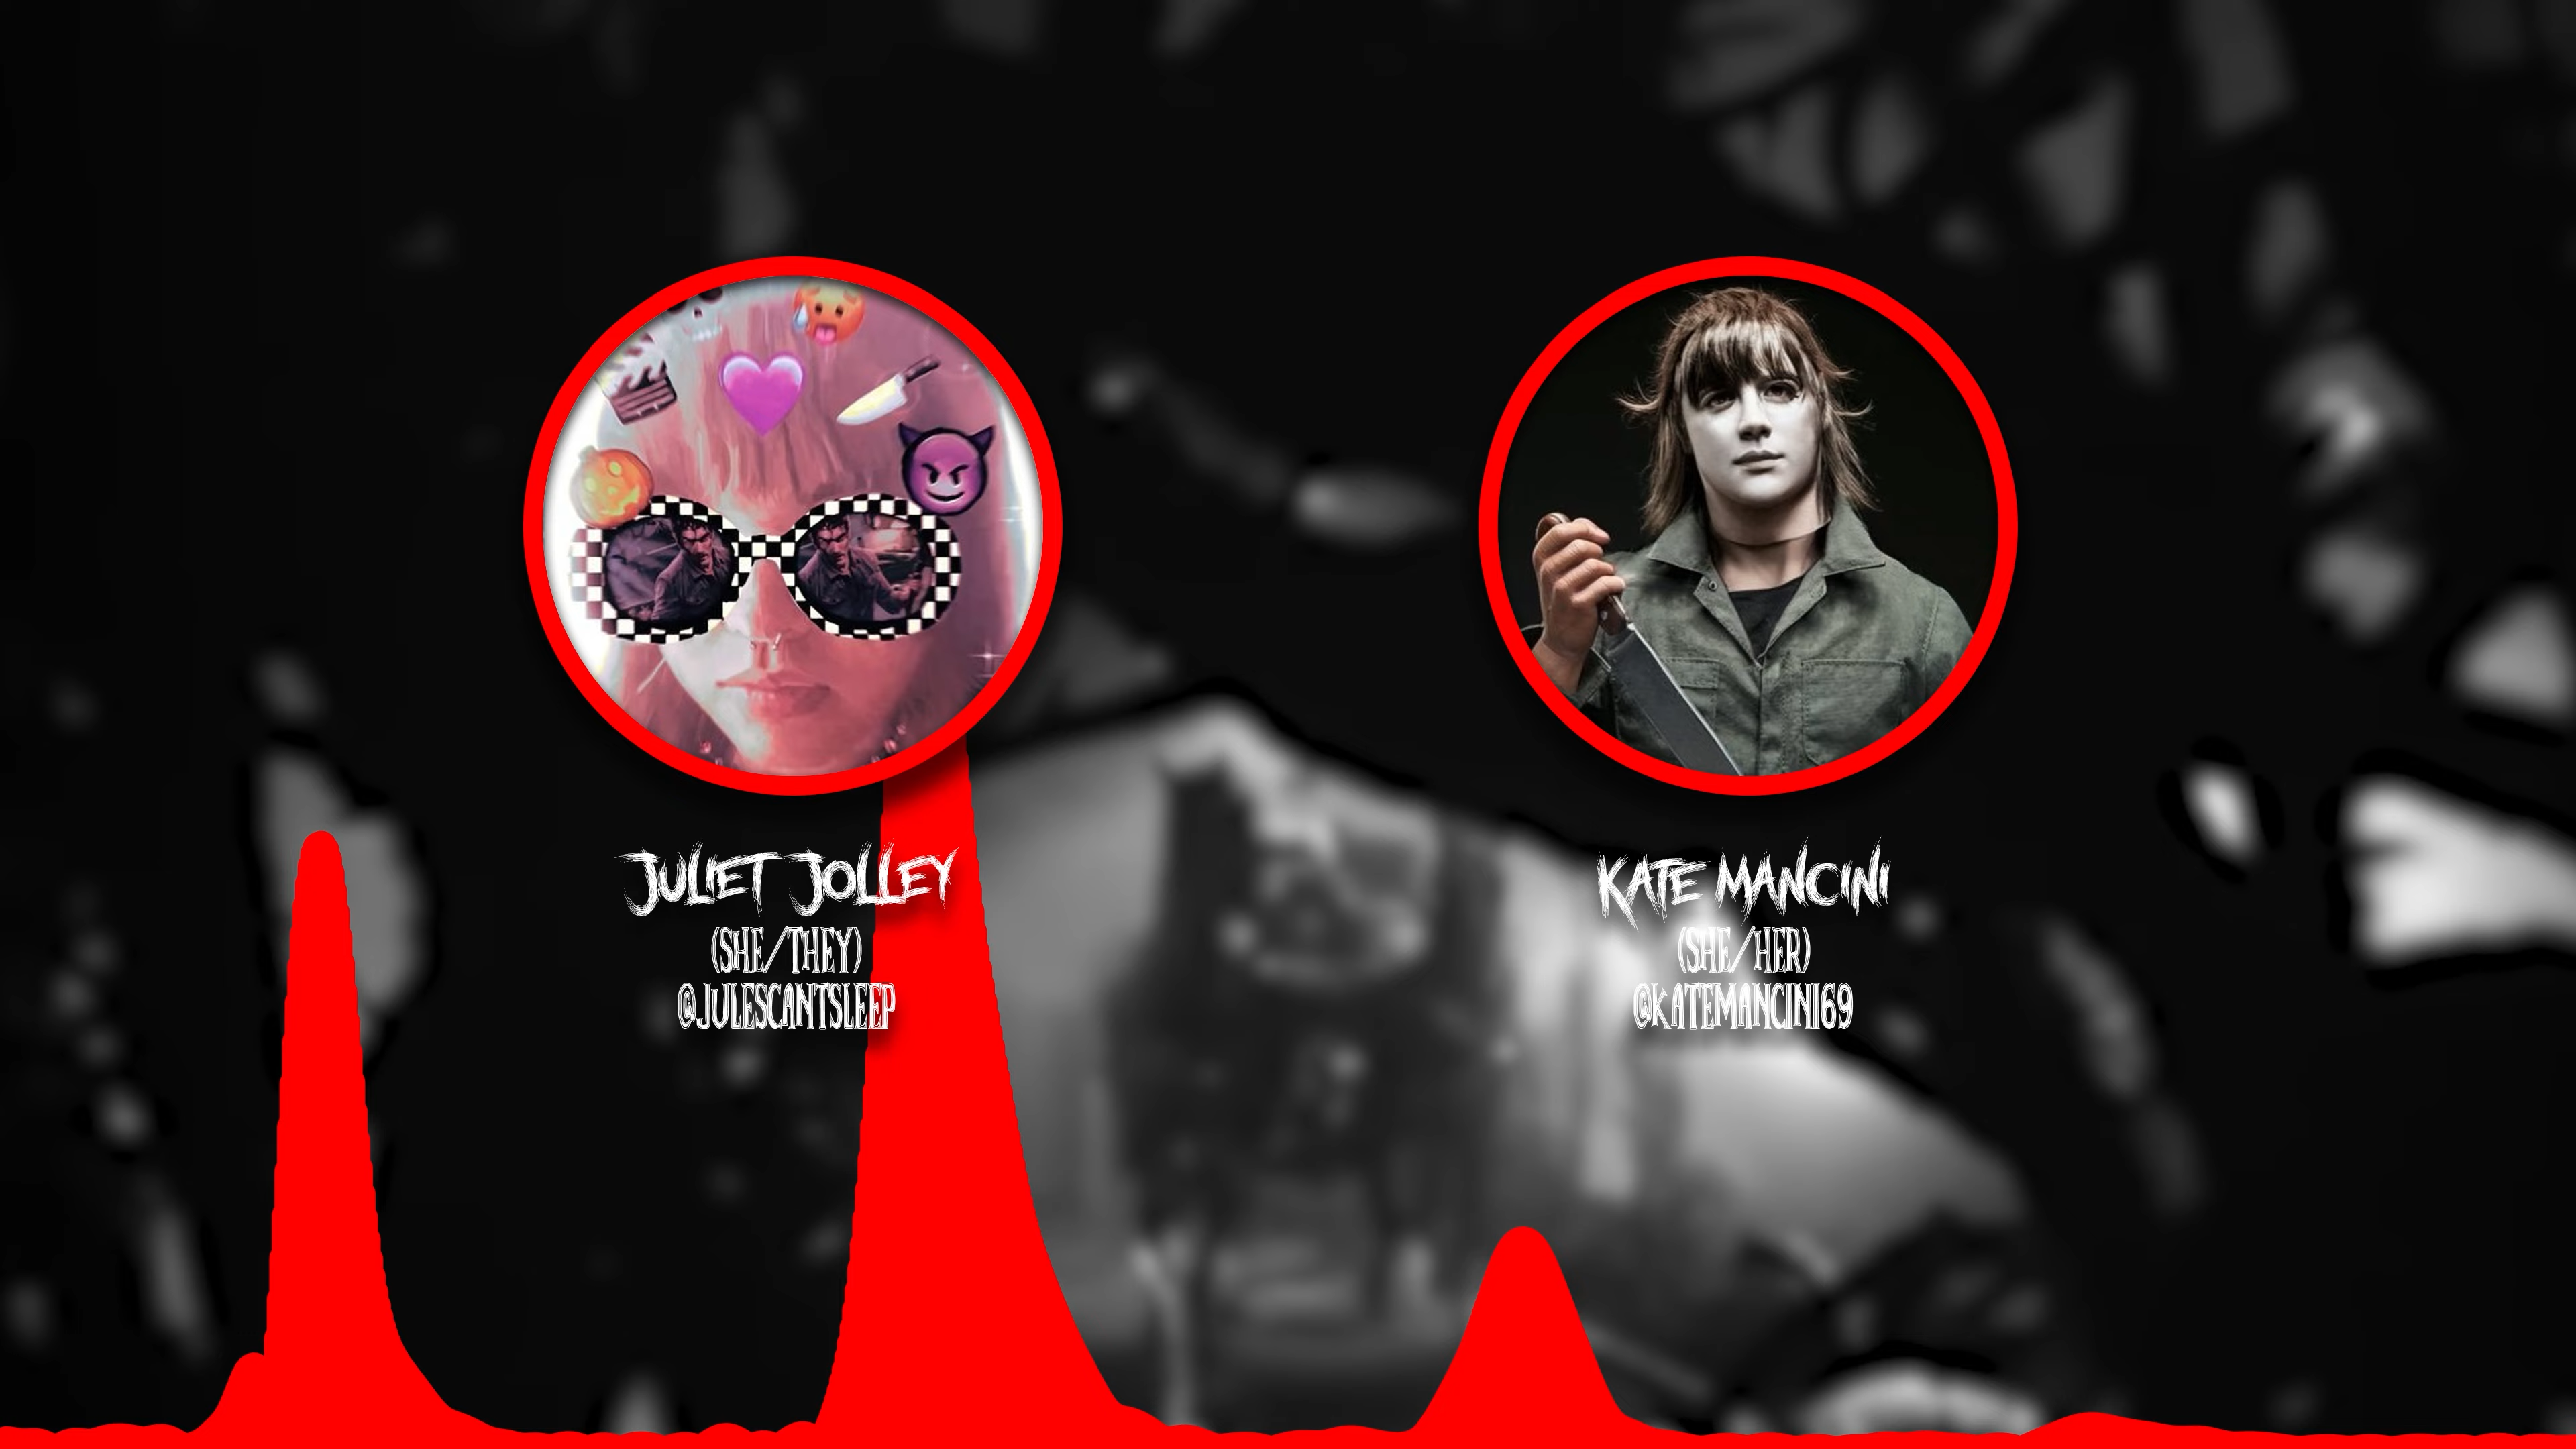 JULIET JOLLEY
(SHE/THEY)
@JULESCANTSLEEP
KATE MANCINI
(SHE/HER)
@KATEMANCINI69